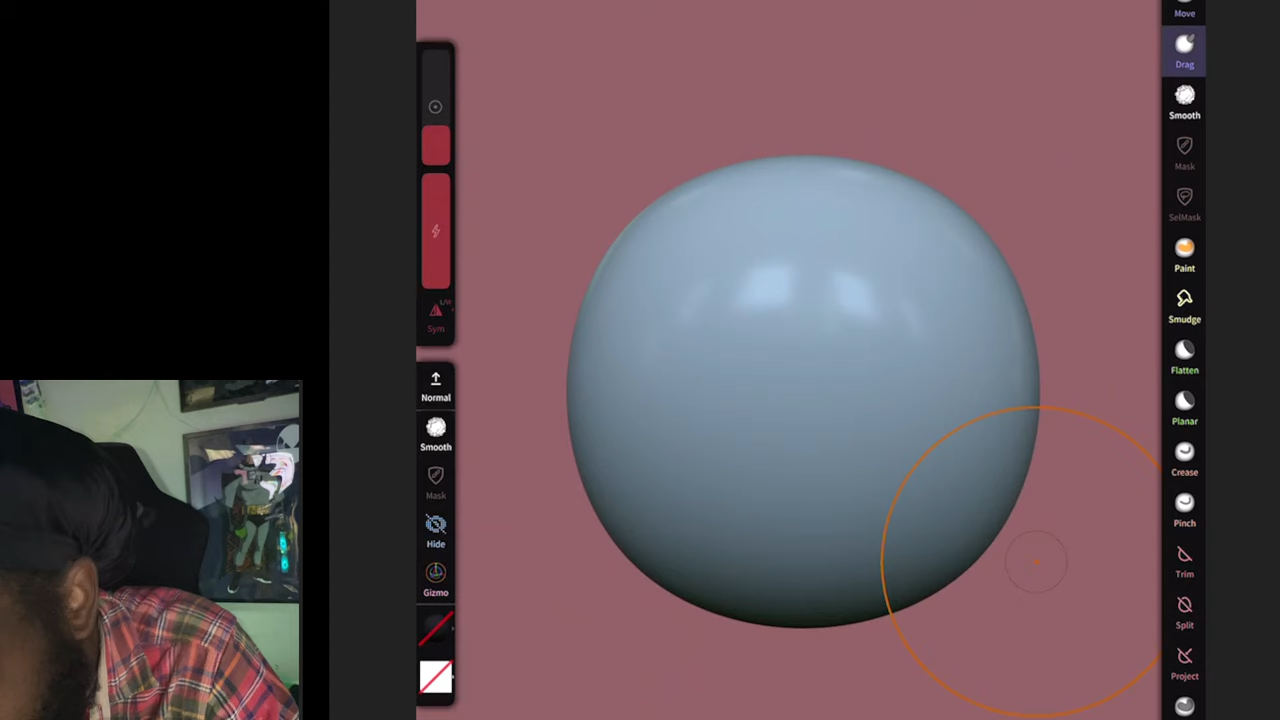 L/W
Sym
Normal
Smooth
Mask
Hide
Gizmo
Move
Drag
Smooth
Mask
SelMask
Paint
Smudge
Flatten
Planar
Crease
Pinch
Trim
Split
Project